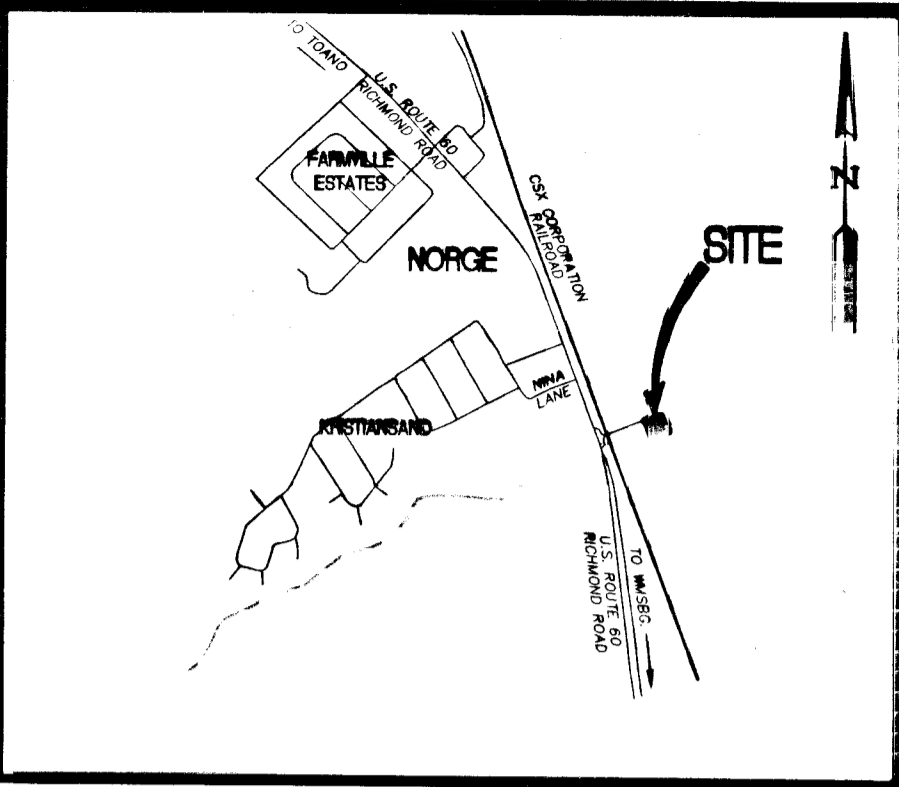 TO TOANO
U.S. ROUTE 60
RICHMOND ROAD
FARMVILLE
ESTATES
NORGE
CSX CORPORATION
RAILROAD
SITE
N
NINA
LANE
KRISTIANSAND
TO WMSBG.
U.S. ROUTE 60
RICHMOND ROAD